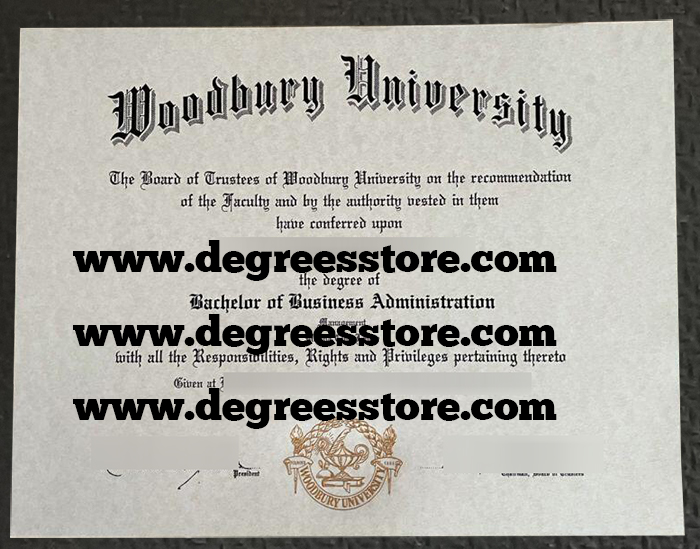 Woodbury University
The Board of Trustees of Woodbury University on the recommendation
of the Faculty and by the authority vested in them
have conferred upon
www.degreesstore.com
the degree of
Bachelor of Business Administration
Management
www.degreesstore.com
with all the Responsibilities, Rights and Privileges pertaining thereto
Given at
www.degreesstore.com
President
WOODBURY UNIVERSITY